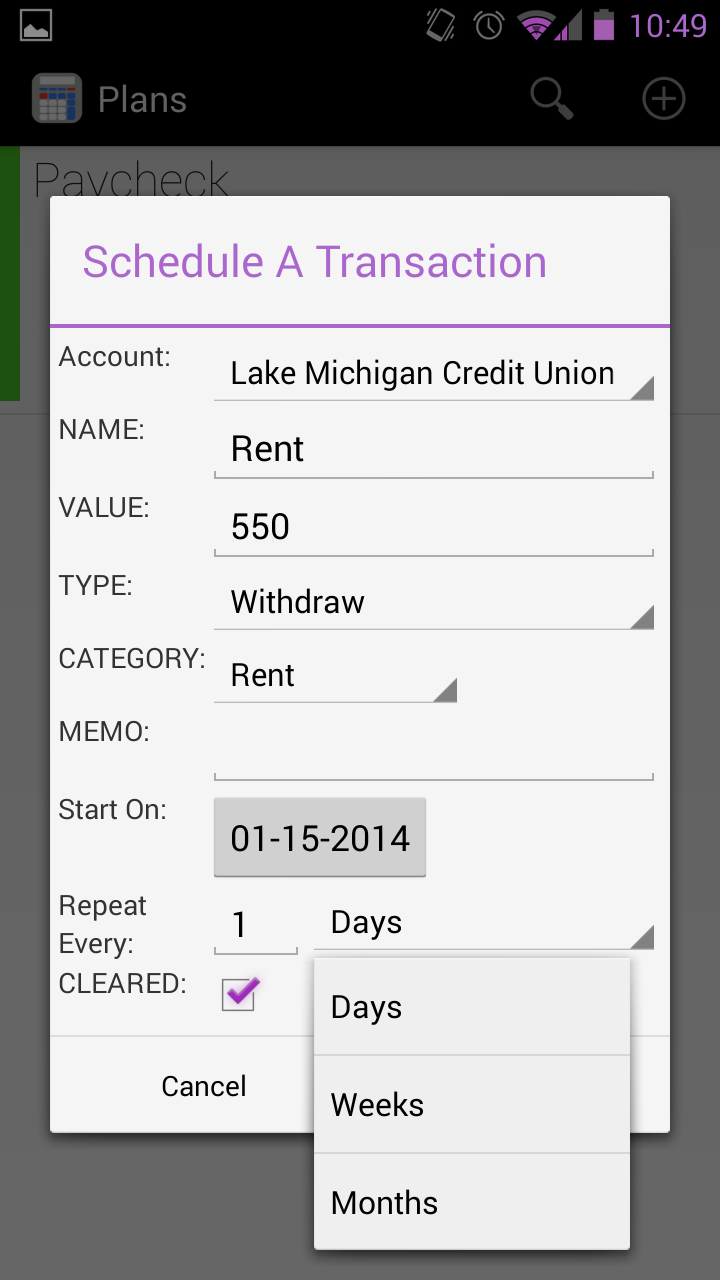 10:49
Plans
Paycheck
Schedule A Transaction
Account:
Lake Michigan Credit Union
NAME:
Rent
VALUE:
550
TYPE:
Withdraw
CATEGORY:
Rent
MEMO:
Start On:
01-15-2014
Repeat
Every:
1
Days
CLEARED:
Days
Weeks
Months
Cancel